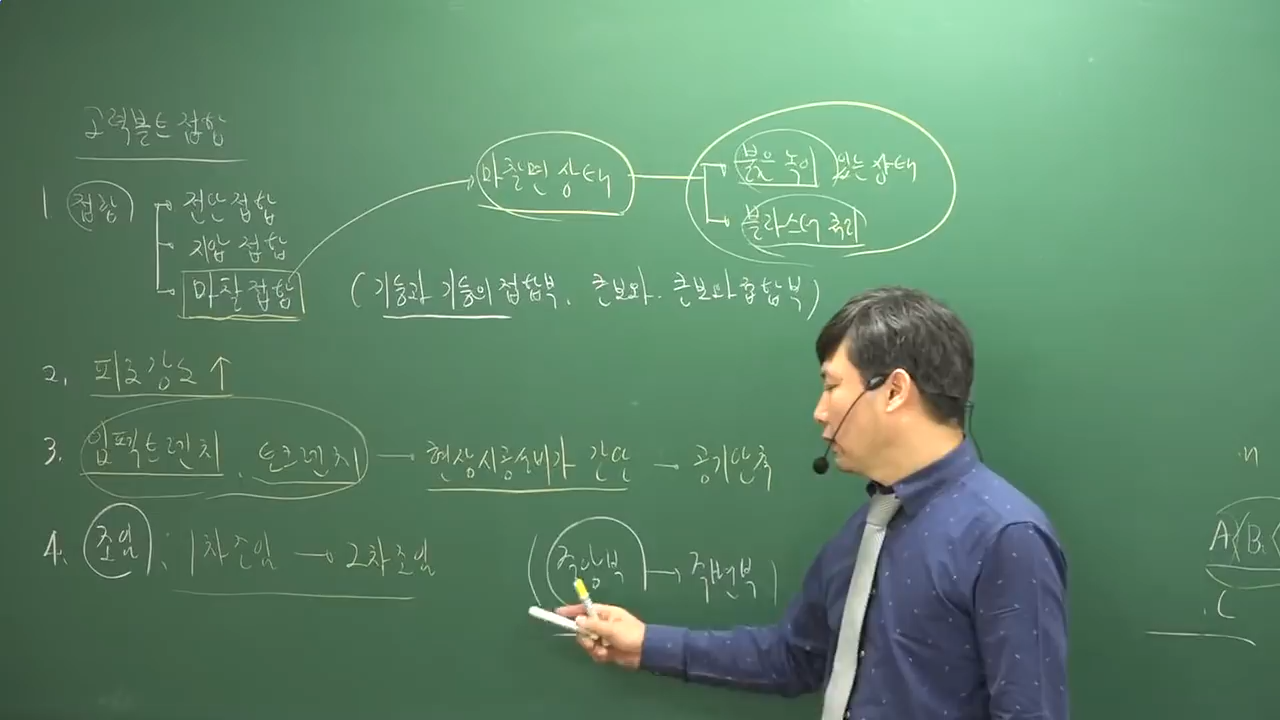 고력볼트접합
1 접합 전단접합
지압 접합
마찰접합
마찰면 상태
붉은 녹이 있는 상태
블라스터 처리
(기둥과 기둥의 접합부, 큰보와. 큰보와 접합부)
2. 피로강도 ↑
3. 임팩트렌치, 토크렌치 → 현장시공설비가 간단 → 공기단축
4. 조임: 1차조임 → 2차조임 (중앙부 → 주변부)
n
A B
C